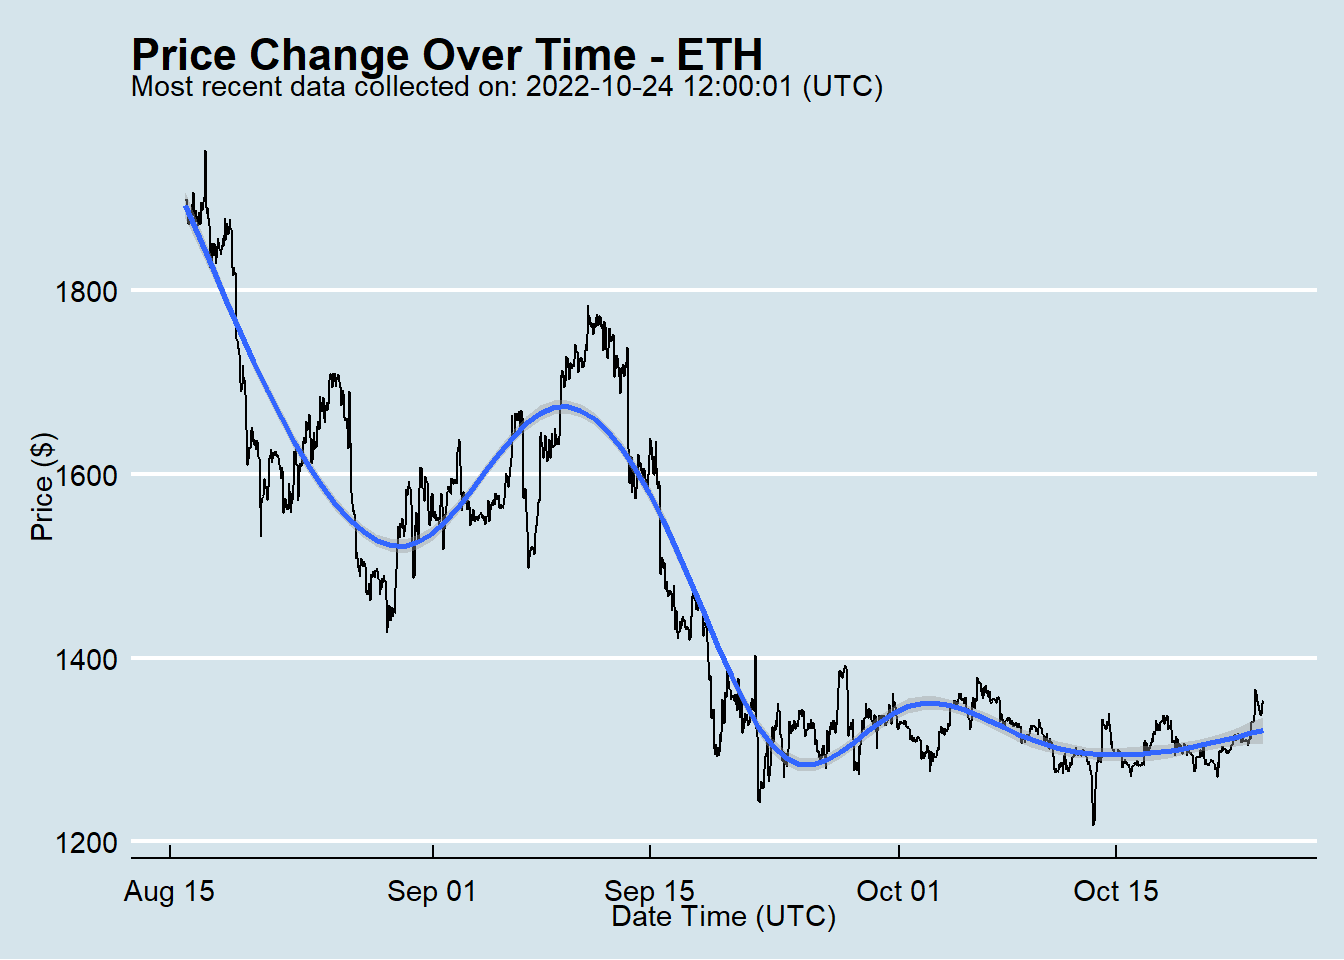 Price Change Over Time - ETH
Most recent data collected on: 2022-10-24 12:00:01 (UTC)
Price ($)
1800
1600
1400
1200
Aug 15
Sep 01
Sep 15
Oct 01
Oct 15
Date Time (UTC)